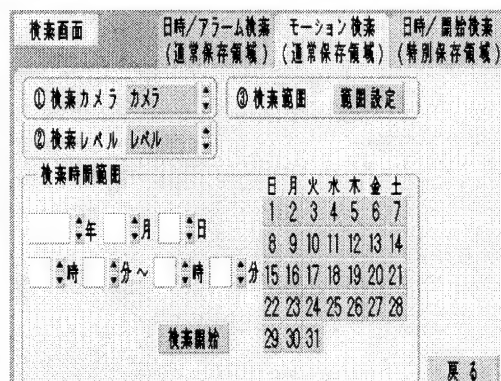 検索画面
日時/アラーム検索
(通常保存領域)
モーション検索
(通常保存領域)
日時/開始検索
(特別保存領域)
①検索カメラ カメラ
③検索範囲 範囲設定
②検索レベル レベル
検索時間範囲
年 月 日
時 分～ 時 分
検索開始
日 月 火 水 木 金 土
1 2 3 4 5 6 7
8 9 10 11 12 13 14
15 16 17 18 19 20 21
22 23 24 25 26 27 28
29 30 31
戻る